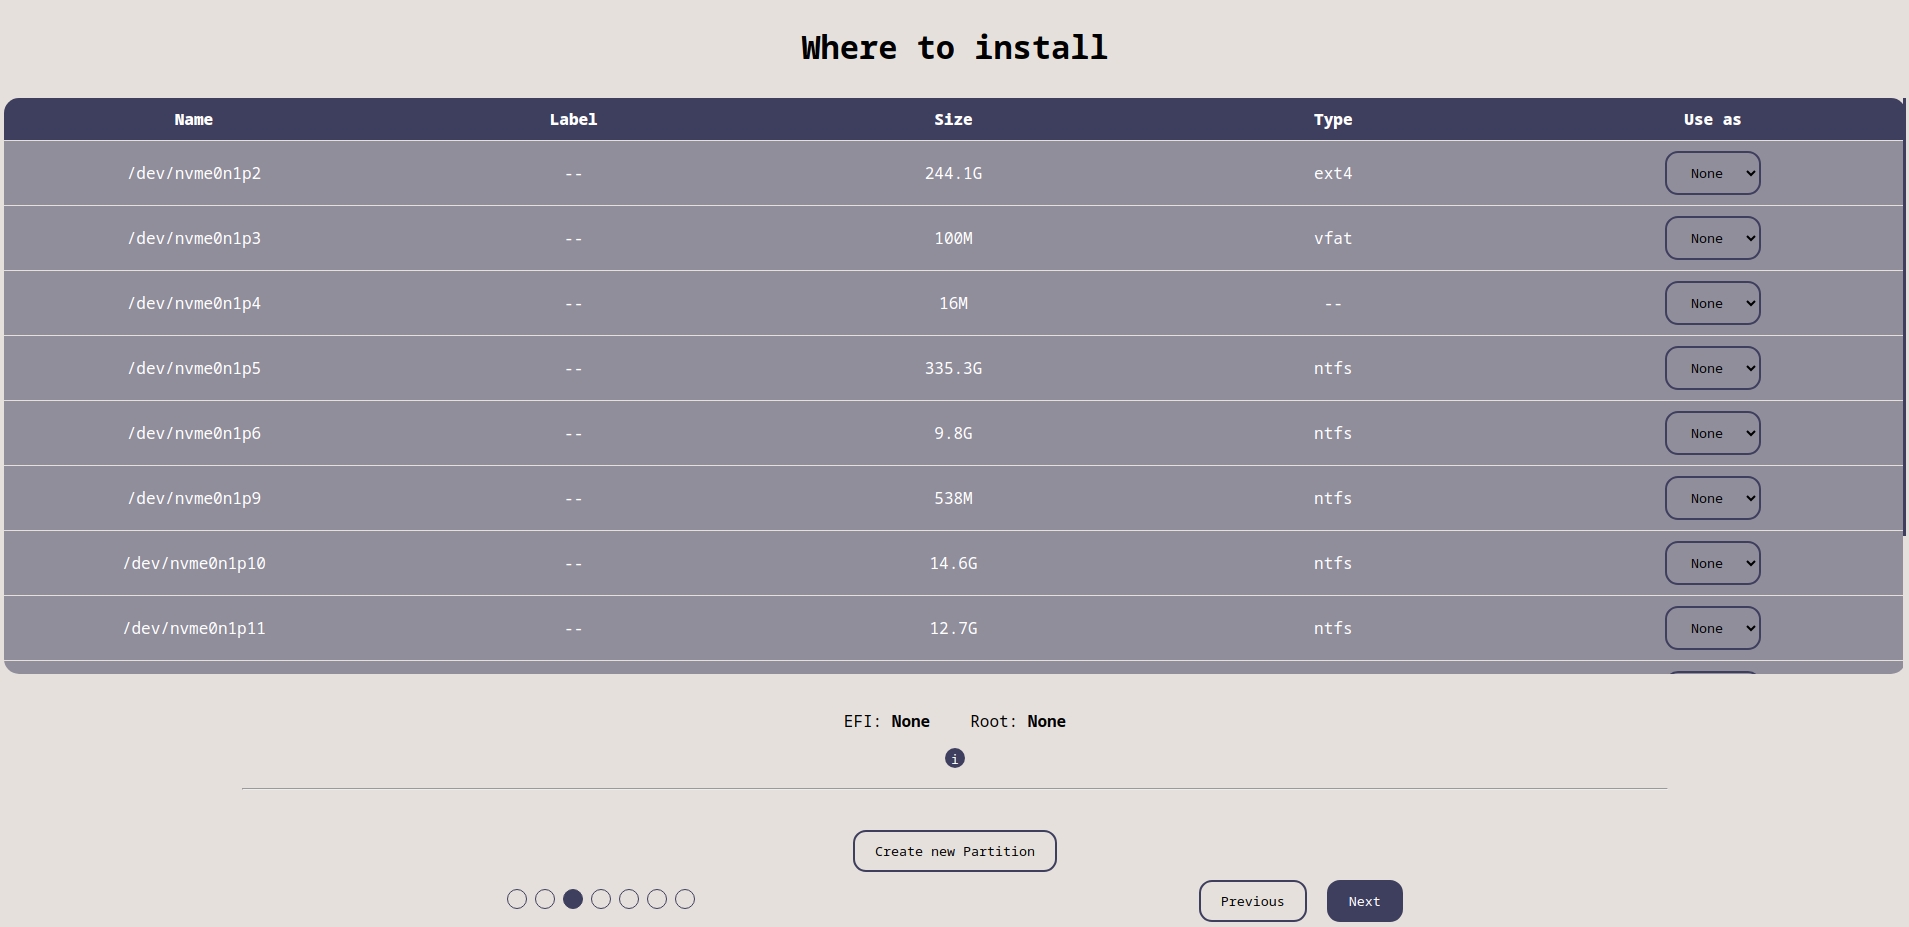 Where to install
Name Label Size Type Use as
/dev/nvme0n1p2 -- 244.1G ext4 None
/dev/nvme0n1p3 -- 100M vfat None
/dev/nvme0n1p4 -- 16M -- None
/dev/nvme0n1p5 -- 335.3G ntfs None
/dev/nvme0n1p6 -- 9.8G ntfs None
/dev/nvme0n1p9 -- 538M ntfs None
/dev/nvme0n1p10 -- 14.6G ntfs None
/dev/nvme0n1p11 -- 12.7G ntfs None
EFI: None Root: None
i
Create new Partition
Previous Next